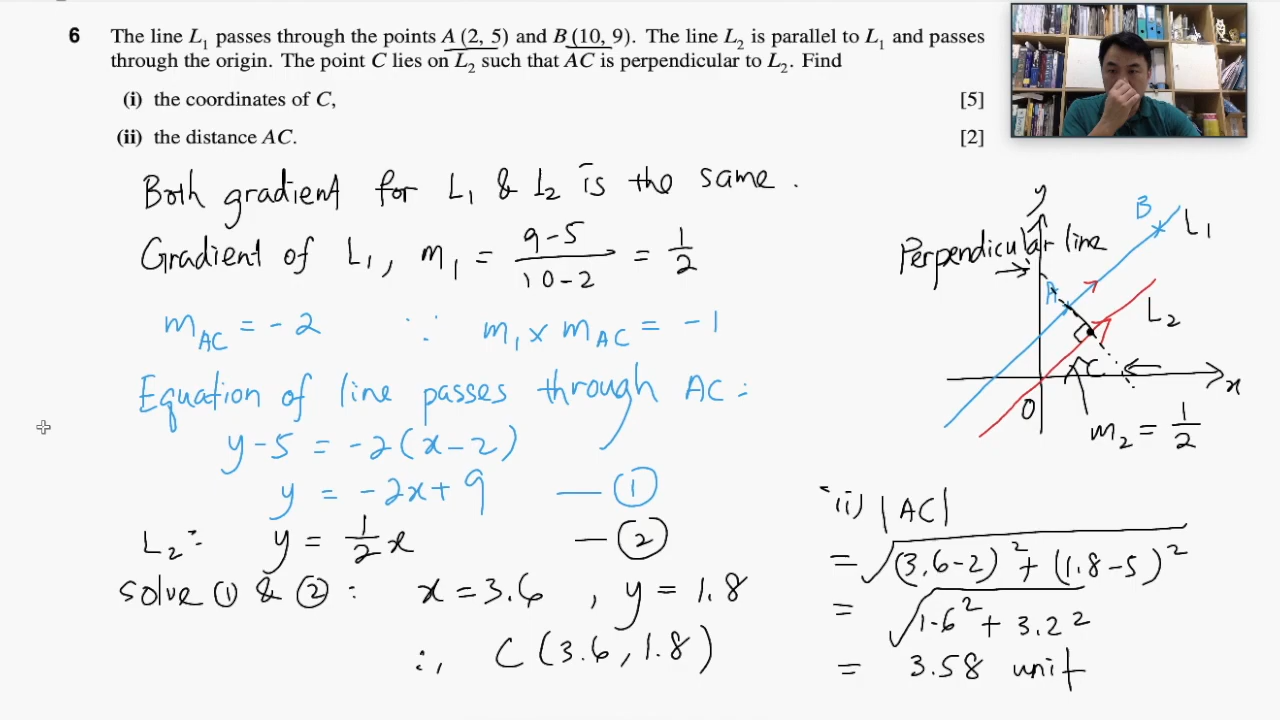 6 The line L₁ passes through the points A (2, 5) and B (10, 9). The line L₂ is parallel to L₁ and passes
through the origin. The point C lies on L₂ such that AC is perpendicular to L₂. Find
(i) the coordinates of C, [5]
(ii) the distance AC. [2]
Both gradient for L₁ & L₂ is the same.
Gradient of L₁, m₁ = (9-5)/(10-2) = 1/2
m_AC = -2 ∵ m₁ x m_AC = -1
Equation of line passes through AC:
y-5 = -2(x-2)
y = -2x+9 — ①
L₂: y = 1/2 x — ②
solve ① & ② : x = 3.6 , y = 1.8
∴ C (3.6, 1.8)
y
B
L₁
Perpendicular line
A
L₂
C
x
O
m₂ = 1/2
ii) |AC|
= √((3.6-2)² + (1.8-5)²)
= √(1.6² + 3.2²)
= 3.58 unit